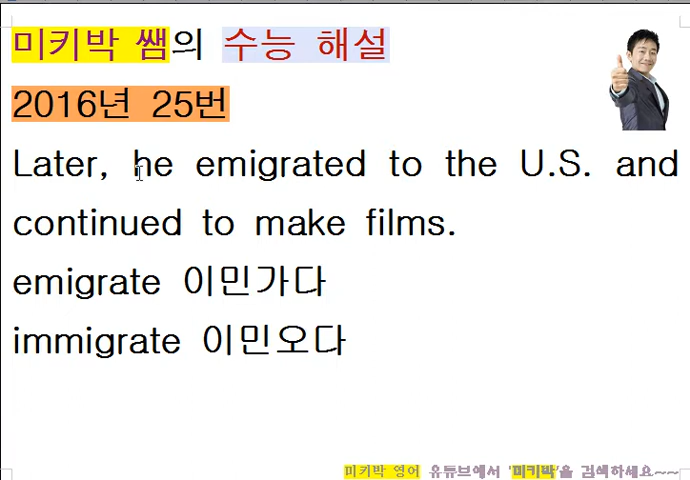 미키박 쌤의 수능 해설
2016년 25번
Later, he emigrated to the U.S. and
continued to make films.
emigrate 이민가다
immigrate 이민오다
미키박 영어 유튜브에서 '미키박'을 검색하세요~~